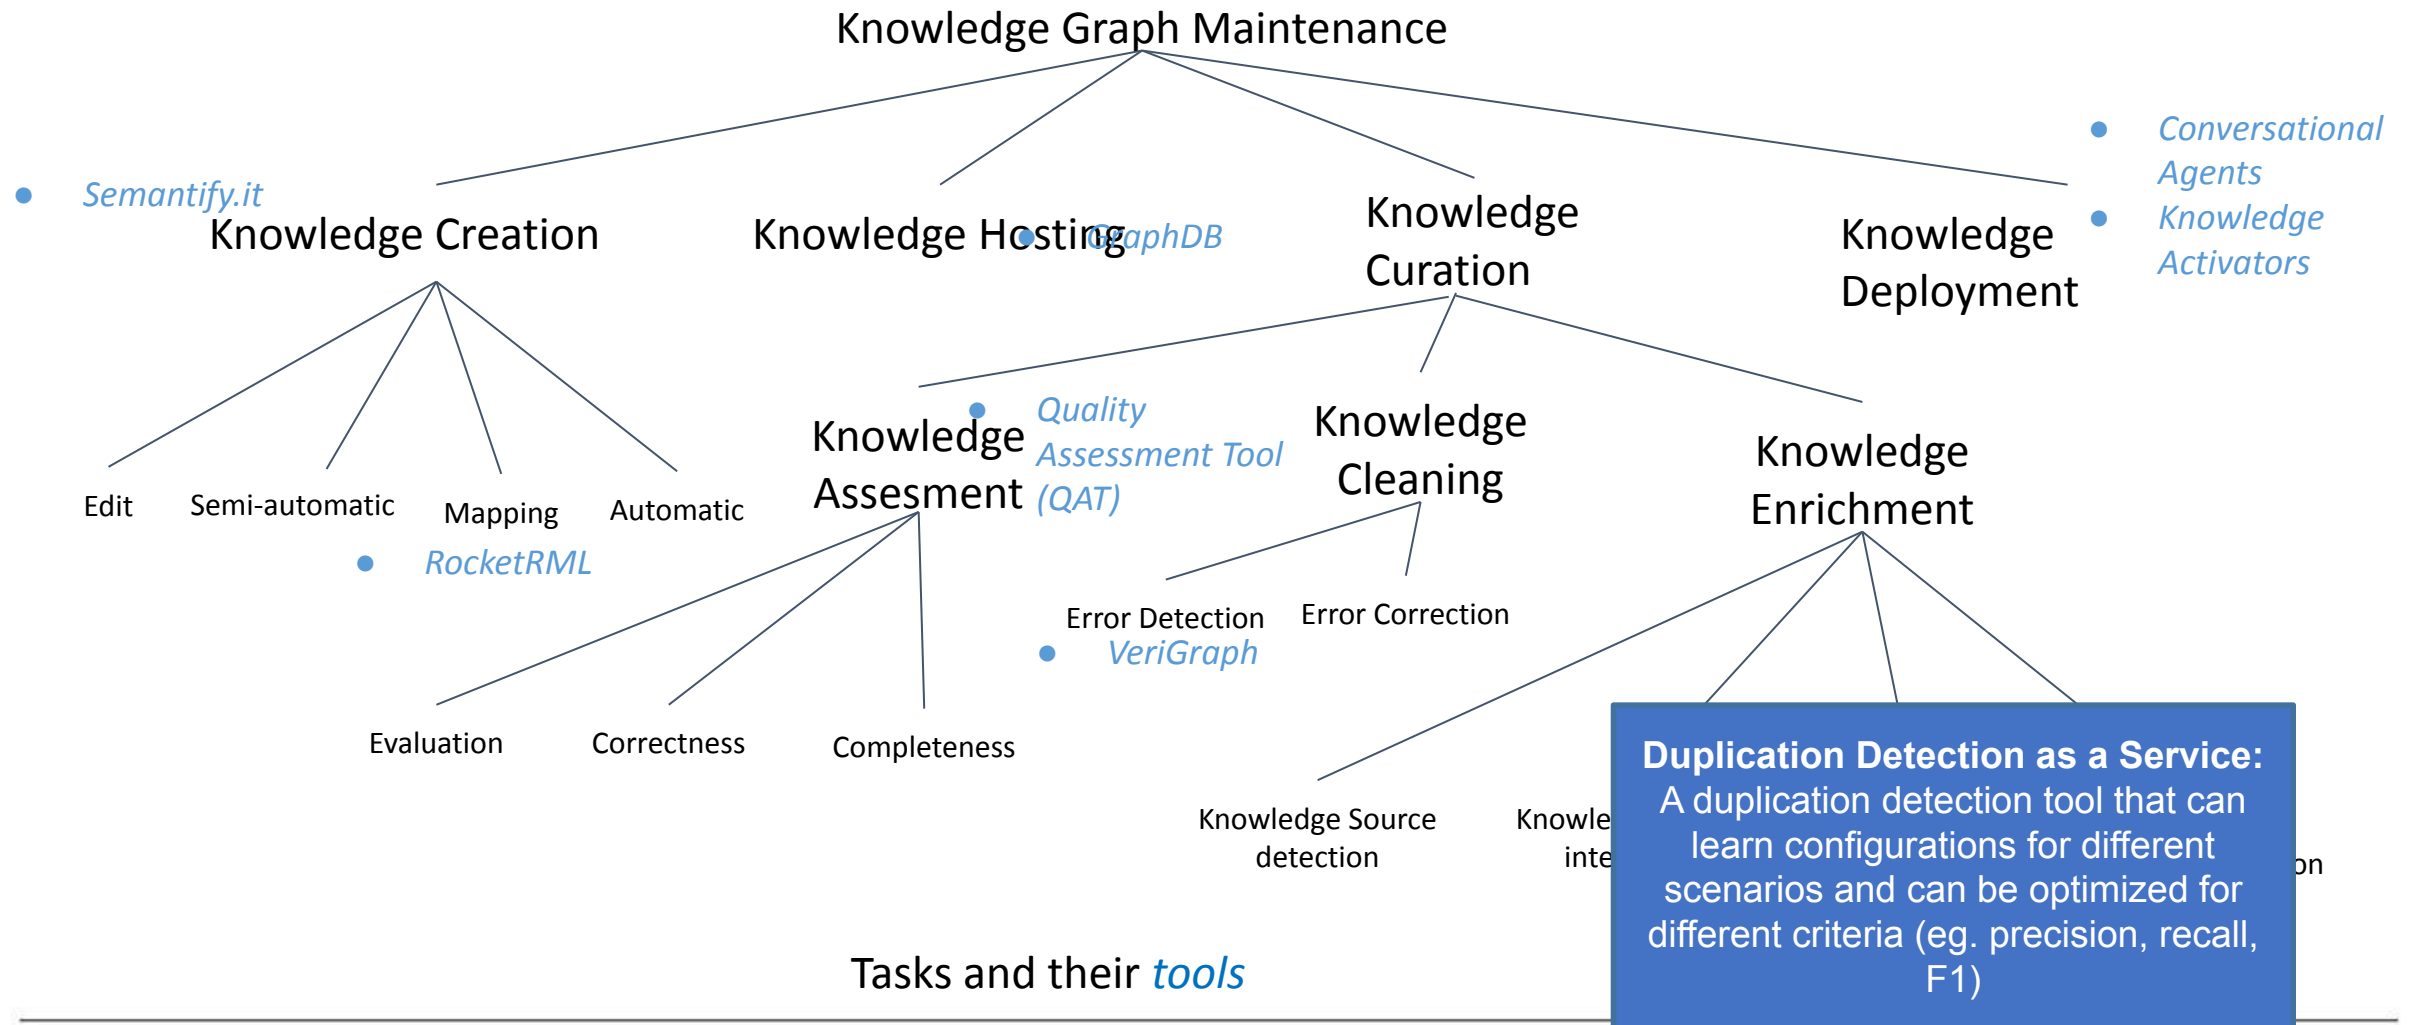 Knowledge Graph Maintenance
● Conversational
Agents
● Knowledge
Activators
● Semantify.it
Knowledge Creation
Knowledge Hosting
● GraphDB
Knowledge
Curation
Knowledge
Deployment
Edit
Semi-automatic
Mapping
Automatic
● RocketRML
Knowledge
Assesment
● Quality
Assessment Tool
(QAT)
Knowledge
Cleaning
Knowledge
Enrichment
Error Detection
Error Correction
● VeriGraph
Evaluation
Correctness
Completeness
Knowledge Source
detection
Duplication Detection as a Service:
A duplication detection tool that can
learn configurations for different
scenarios and can be optimized for
different criteria (eg. precision, recall,
F1)
Tasks and their tools